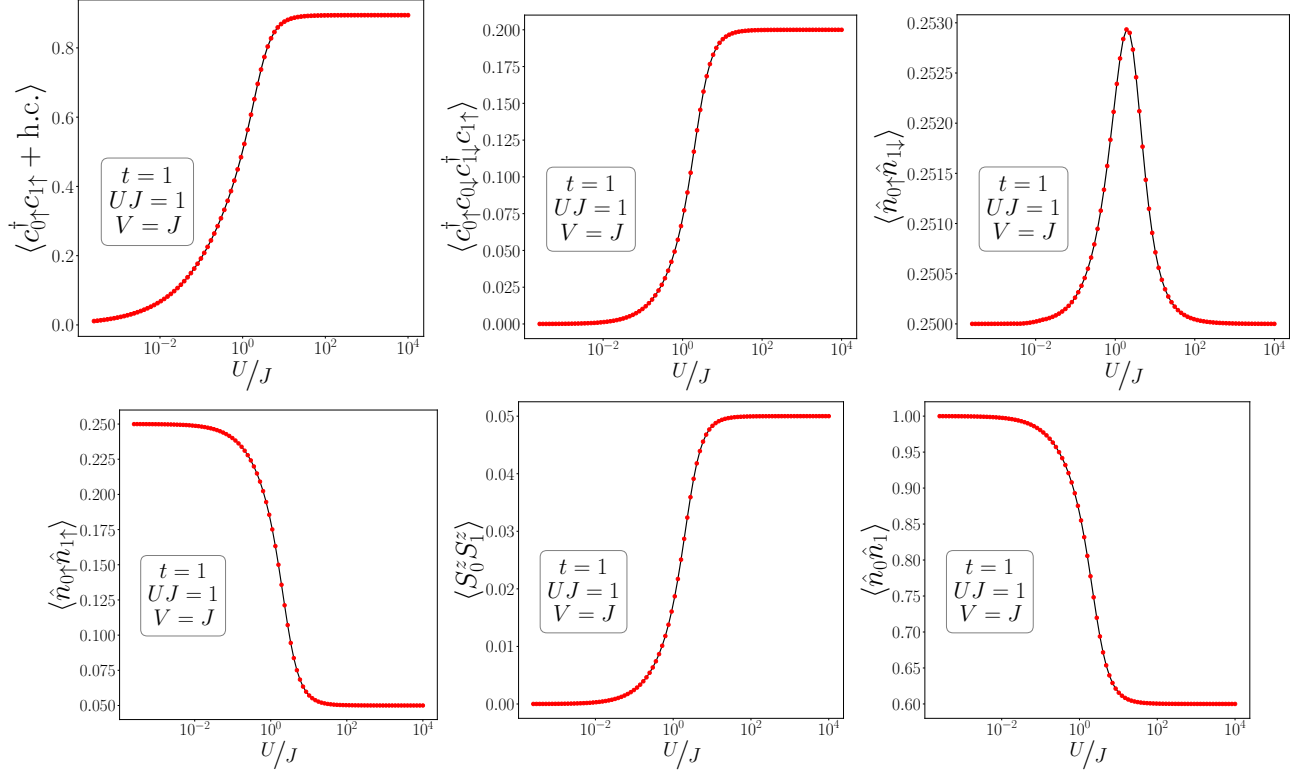 ⟨c†0↑ c1↑ + h.c.⟩
0.8
0.6
0.4
0.2
0.0
t = 1
UJ = 1
V = J
10⁻² 10⁰ 10² 10⁴
U/J
⟨c†0↑ c0↓ c†1↓ c1↑⟩
0.200
0.175
0.150
0.125
0.100
0.075
0.050
0.025
0.000
t = 1
UJ = 1
V = J
10⁻² 10⁰ 10² 10⁴
U/J
⟨n̂0↑ n̂1↓⟩
0.2530
0.2525
0.2520
0.2515
0.2510
0.2505
0.2500
t = 1
UJ = 1
V = J
10⁻² 10⁰ 10² 10⁴
U/J
⟨n̂0↑ n̂1↑⟩
0.250
0.225
0.200
0.175
0.150
0.125
0.100
0.075
0.050
t = 1
UJ = 1
V = J
10⁻² 10⁰ 10² 10⁴
U/J
⟨Sᶻ0 Sᶻ1⟩
0.05
0.04
0.03
0.02
0.01
0.00
t = 1
UJ = 1
V = J
10⁻² 10⁰ 10² 10⁴
U/J
⟨n̂0 n̂1⟩
1.00
0.95
0.90
0.85
0.80
0.75
0.70
0.65
0.60
t = 1
UJ = 1
V = J
10⁻² 10⁰ 10² 10⁴
U/J